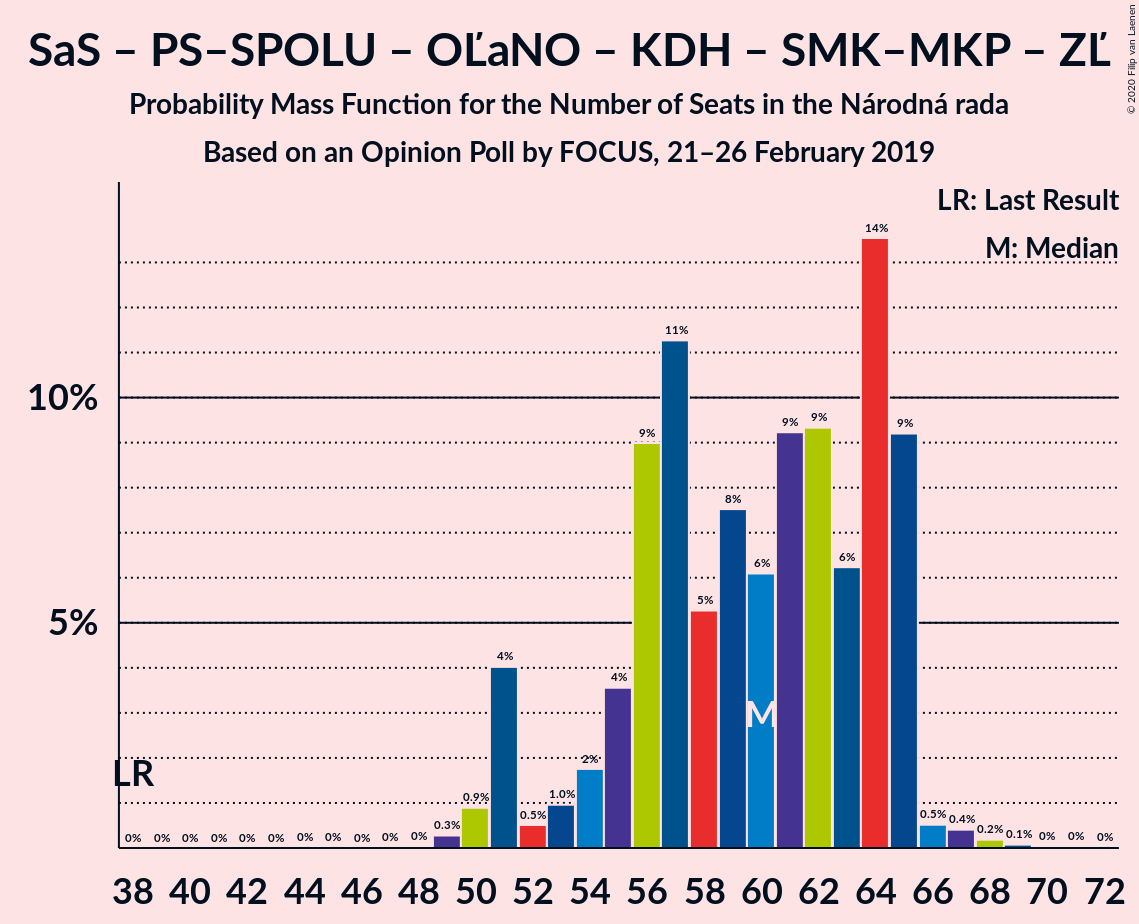 SaS – PS–SPOLU – OĽaNO – KDH – SMK–MKP – ZĽ
Probability Mass Function for the Number of Seats in the Národná rada
Based on an Opinion Poll by FOCUS, 21–26 February 2019
© 2020 Filip van Laenen
LR: Last Result
M: Median
10%
5%
LR
M
0% 0% 0% 0% 0% 0% 0% 0% 0% 0% 0% 0.3% 0.9% 4% 0.5% 1.0% 2% 4% 9% 11% 5% 8% 6% 9% 9% 6% 14% 9% 0.5% 0.4% 0.2% 0.1% 0% 0% 0%
38 40 42 44 46 48 50 52 54 56 58 60 62 64 66 68 70 72